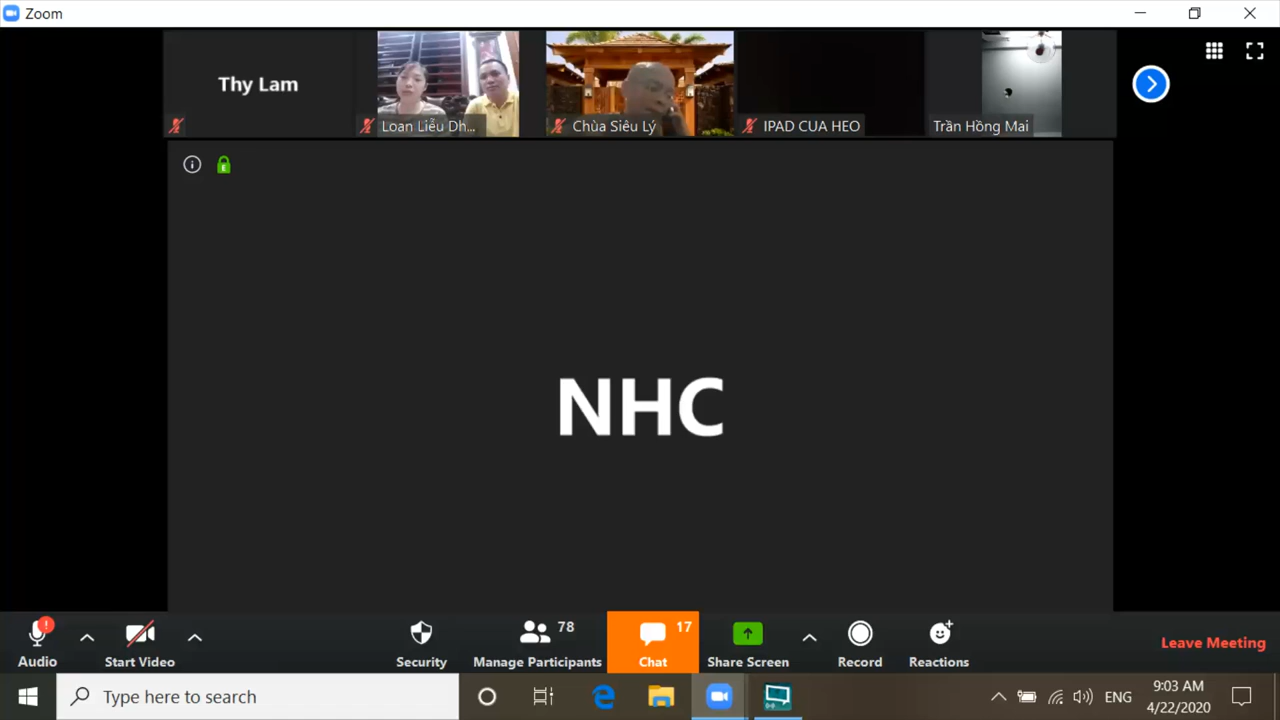 Zoom
Thy Lam
Loan Liễu Dh...
Chùa Siêu Lý
IPAD CUA HEO
Trần Hồng Mai
NHC
78
17
Audio
Start Video
Security
Manage Participants
Chat
Share Screen
Record
Reactions
Leave Meeting
Type here to search
ENG
9:03 AM
4/22/2020